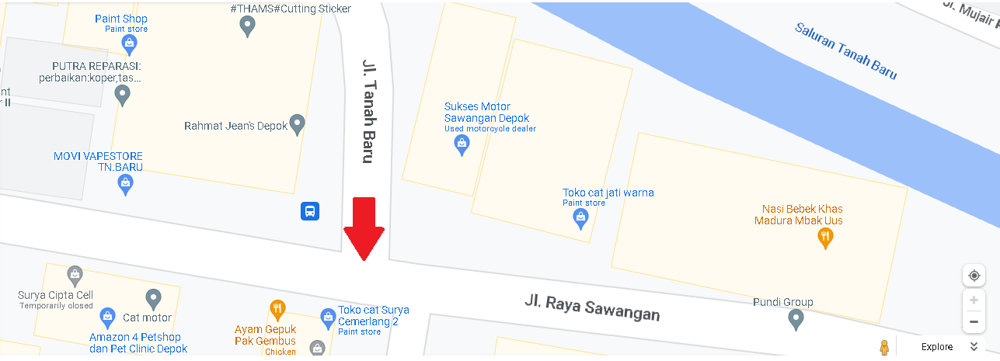 #THAMS#Cutting Sticker
Paint Shop
Paint store
PUTRA REPARASI:
perbaikan:koper,tas...
nt
r II
Rahmat Jean's Depok
MOVI VAPESTORE
TN.BARU
Jl. Tanah Baru
Sukses Motor
Sawangan Depok
Used motorcycle dealer
Saluran Tanah Baru
Jl. Mujair
Toko cat jati warna
Paint store
Nasi Bebek Khas
Madura Mbak Uus
Surya Cipta Cell
Temporarily closed
Cat motor
Amazon 4 Petshop
dan Pet Clinic Depok
Ayam Gepuk
Pak Gembus
Chicken
Toko cat Surya
Cemerlang 2
Paint store
Jl. Raya Sawangan
Pundi Group
Explore